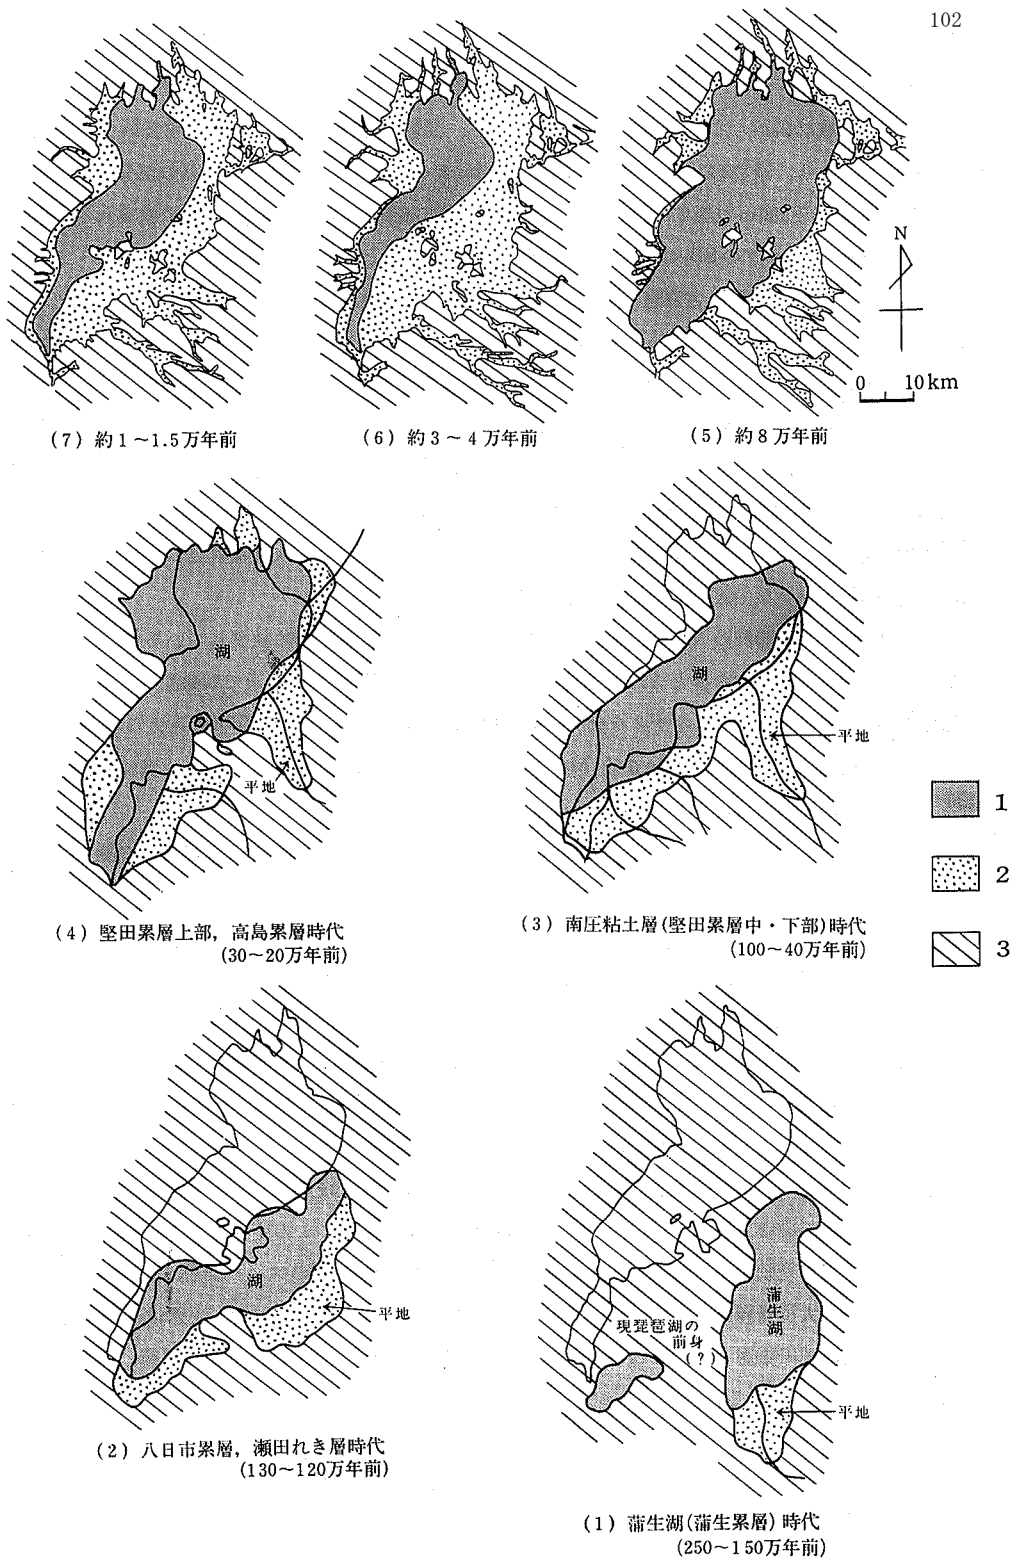 102
N
0 10km
(7) 約1~1.5万年前
(6) 約3~4万年前
(5) 約8万年前
湖
平地
湖
平地
1
2
3
(4) 堅田累層上部, 高島累層時代
(30~20万年前)
(3) 南圧粘土層(堅田累層中・下部)時代
(100~40万年前)
湖
平地
蒲生湖
現琵琶湖の
前身
(?)
平地
(2) 八日市累層, 瀬田れき層時代
(130~120万年前)
(1) 蒲生湖(蒲生累層)時代
(250~150万年前)